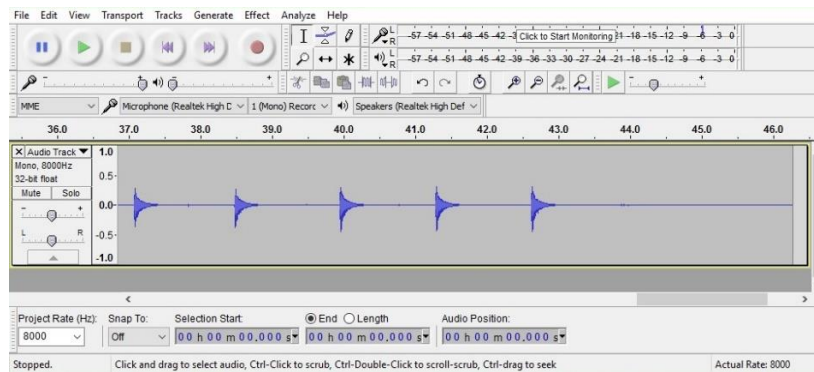 File Edit View Transport Tracks Generate Effect Analyze Help
L R -57 -54 -51 -48 -45 -42 -3 Click to Start Monitoring 21 -18 -15 -12 -9 -6 -3 0
L R -57 -54 -51 -48 -45 -42 -39 -36 -33 -30 -27 -24 -21 -18 -15 -12 -9 -6 -3 0
MME Microphone (Realtek High D 1 (Mono) Recorc Speakers (Realtek High Def
36.0 37.0 38.0 39.0 40.0 41.0 42.0 43.0 44.0 45.0 46.0
X Audio Track 1.0
Mono, 8000Hz
32-bit float 0.5
Mute Solo
- + 0.0
L R -0.5
-1.0
Project Rate (Hz): Snap To: Selection Start: End Length Audio Position:
8000 Off 00 h 00 m 00.000 s 00 h 00 m 00.000 s 00 h 00 m 00.000 s
Stopped. Click and drag to select audio, Ctrl-Click to scrub, Ctrl-Double-Click to scroll-scrub, Ctrl-drag to seek Actual Rate: 8000